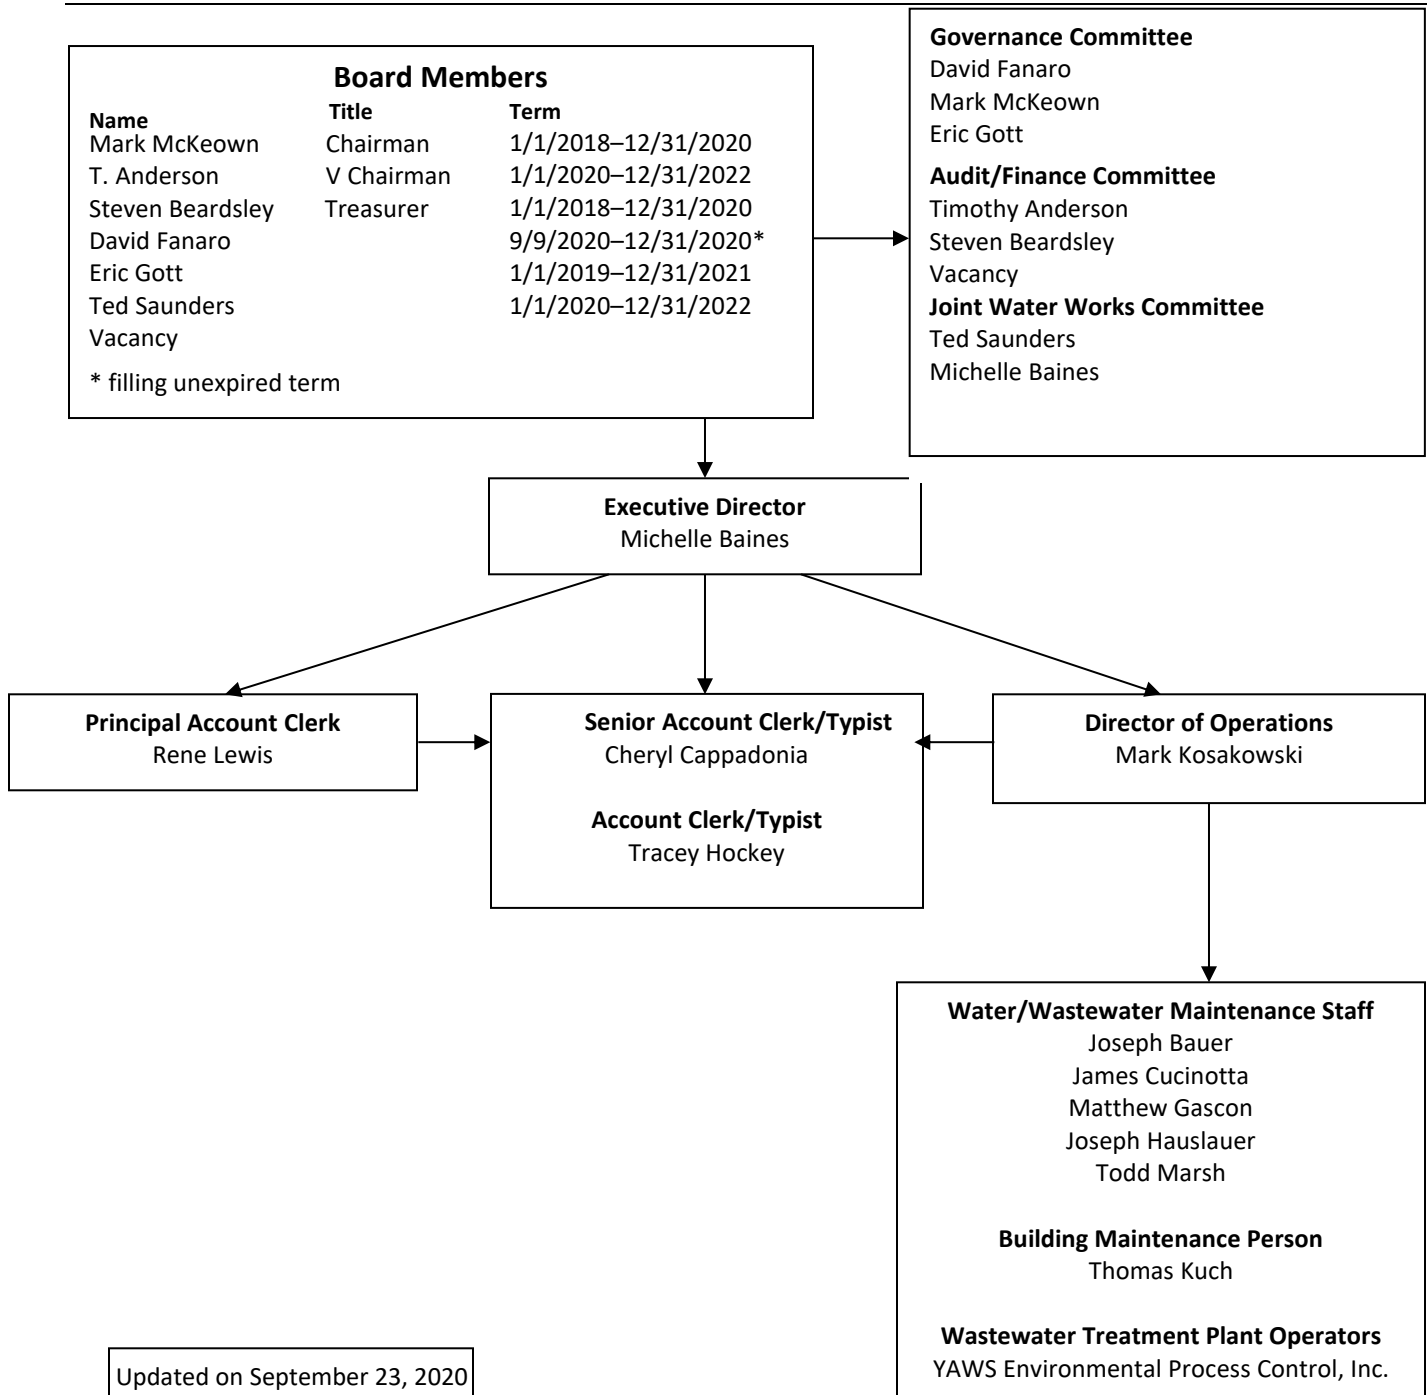 Board Members
Name Title Term
Mark McKeown Chairman 1/1/2018–12/31/2020
T. Anderson V Chairman 1/1/2020–12/31/2022
Steven Beardsley Treasurer 1/1/2018–12/31/2020
David Fanaro 9/9/2020–12/31/2020*
Eric Gott 1/1/2019–12/31/2021
Ted Saunders 1/1/2020–12/31/2022
Vacancy
* filling unexpired term
Governance Committee
David Fanaro
Mark McKeown
Eric Gott
Audit/Finance Committee
Timothy Anderson
Steven Beardsley
Vacancy
Joint Water Works Committee
Ted Saunders
Michelle Baines
Executive Director
Michelle Baines
Principal Account Clerk
Rene Lewis
Senior Account Clerk/Typist
Cheryl Cappadonia
Account Clerk/Typist
Tracey Hockey
Director of Operations
Mark Kosakowski
Water/Wastewater Maintenance Staff
Joseph Bauer
James Cucinotta
Matthew Gascon
Joseph Hauslauer
Todd Marsh
Building Maintenance Person
Thomas Kuch
Wastewater Treatment Plant Operators
YAWS Environmental Process Control, Inc.
Updated on September 23, 2020